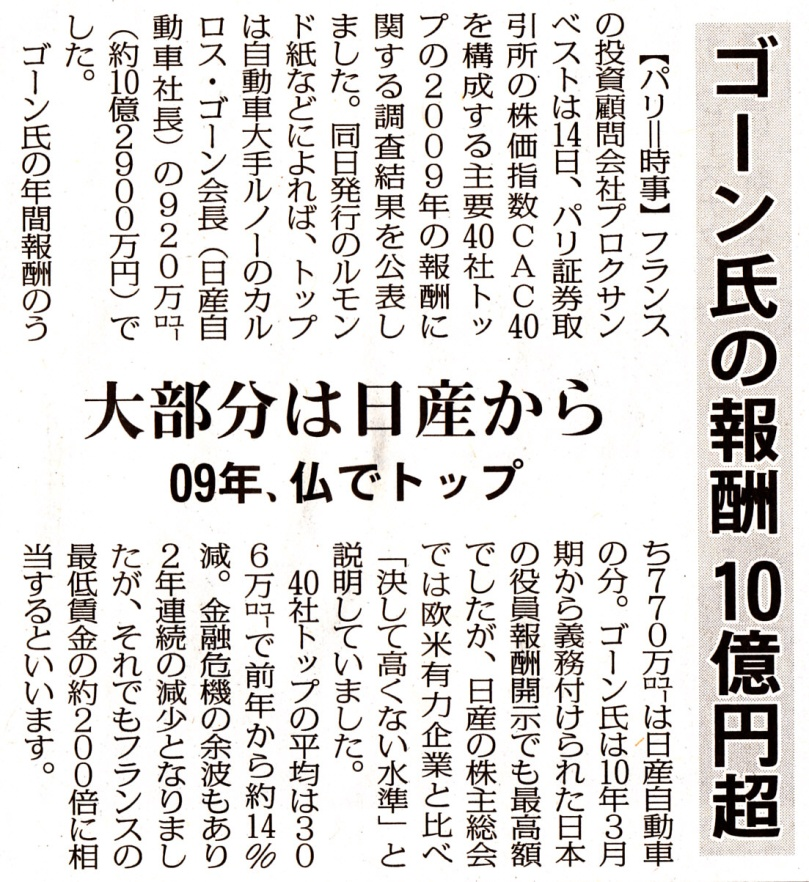 ゴーン氏の報酬 10億円超
大部分は日産から
09年、仏でトップ
【パリ＝時事】フランス
の投資顧問会社プロクサン
ベストは14日、パリ証券取
引所の株価指数ＣＡＣ40
を構成する主要40社トッ
プの２００９年の報酬に
関する調査結果を公表し
ました。同日発行のルモン
ド紙などによれば、トップ
は自動車大手ルノーのカル
ロス・ゴーン会長（日産自
動車社長）の９２０万ユーロ
（約10億２９００万円）で
した。
ゴーン氏の年間報酬のう
ち７７０万ユーロは日産自動車
の分。ゴーン氏は10年３月
期から義務付けられた日本
の役員報酬開示でも最高額
でしたが、日産の株主総会
では欧米有力企業と比べ
「決して高くない水準」と
説明していました。
40社トップの平均は３０
６万ユーロで前年から約14％
減。金融危機の余波もあり
２年連続の減少となりまし
たが、それでもフランスの
最低賃金の約２００倍に相
当するといいます。